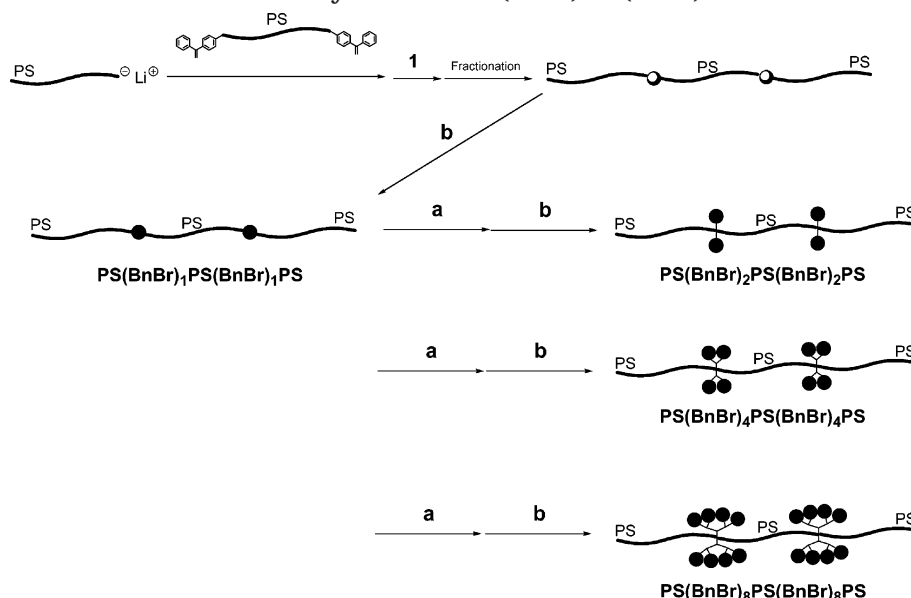 PS
PS
⊖ Li⊕
1
Fractionation
PS
PS
PS
b
PS
PS
PS
a
b
PS
PS
PS
PS(BnBr)₁PS(BnBr)₁PS
PS(BnBr)₂PS(BnBr)₂PS
a
b
PS
PS
PS
PS(BnBr)₄PS(BnBr)₄PS
a
b
PS
PS
PS
PS(BnBr)₈PS(BnBr)₈PS